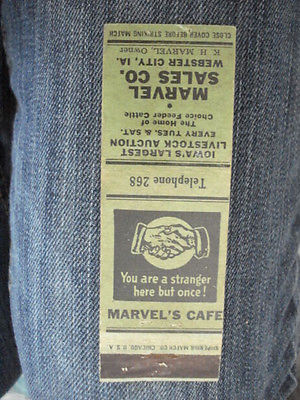 CLOSE COVER BEFORE STRIKING MATCH
K. H. MARVEL, Owner
WEBSTER CITY, IA.
SALES CO.
MARVEL
•
Choice Feeder Cattle
The Home of
EVERY TUES. & SAT.
LIVESTOCK AUCTION
IOWA'S LARGEST
Telephone 268
You are a stranger
here but once!
MARVEL'S CAFE
SUPERIOR MATCH CO. CHICAGO U.S.A.